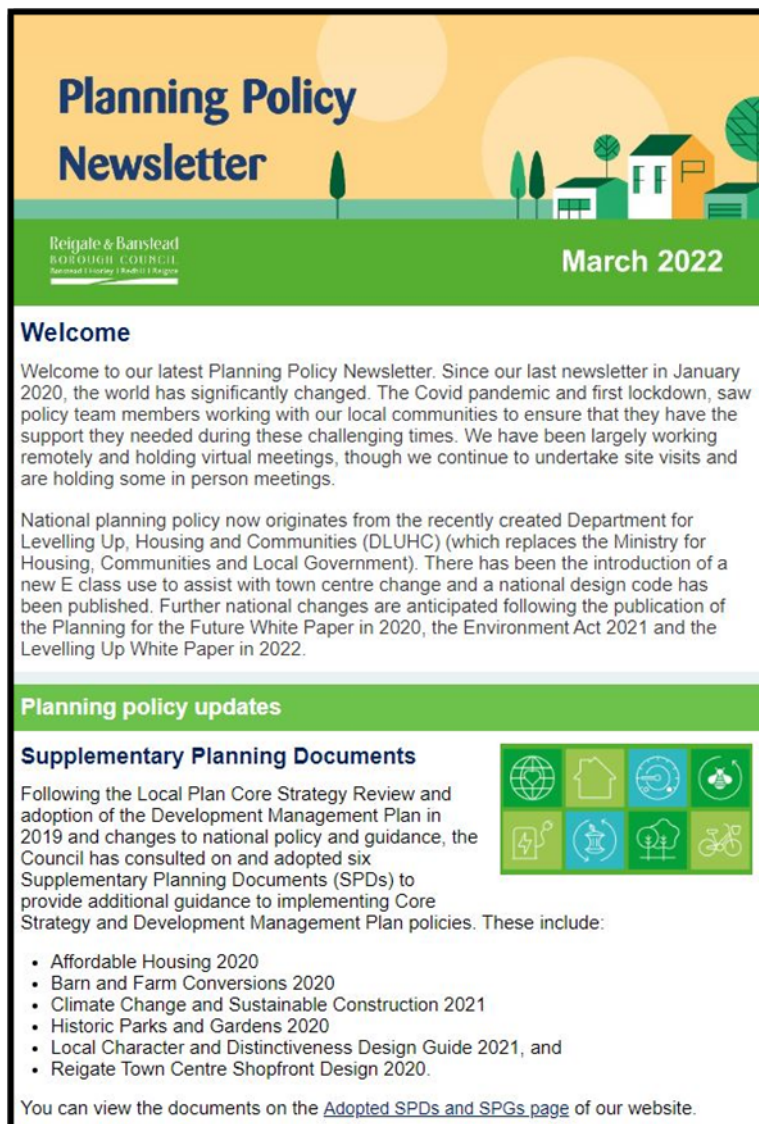 Planning Policy
Newsletter
Reigate & Banstead
BOROUGH COUNCIL
Banstead I Horley I Redhill I Reigate
March 2022
Welcome
Welcome to our latest Planning Policy Newsletter. Since our last newsletter in January
2020, the world has significantly changed. The Covid pandemic and first lockdown, saw
policy team members working with our local communities to ensure that they have the
support they needed during these challenging times. We have been largely working
remotely and holding virtual meetings, though we continue to undertake site visits and
are holding some in person meetings.
National planning policy now originates from the recently created Department for
Levelling Up, Housing and Communities (DLUHC) (which replaces the Ministry for
Housing, Communities and Local Government). There has been the introduction of a
new E class use to assist with town centre change and a national design code has
been published. Further national changes are anticipated following the publication of
the Planning for the Future White Paper in 2020, the Environment Act 2021 and the
Levelling Up White Paper in 2022.
Planning policy updates
Supplementary Planning Documents
Following the Local Plan Core Strategy Review and
adoption of the Development Management Plan in
2019 and changes to national policy and guidance, the
Council has consulted on and adopted six
Supplementary Planning Documents (SPDs) to
provide additional guidance to implementing Core
Strategy and Development Management Plan policies. These include:
• Affordable Housing 2020
• Barn and Farm Conversions 2020
• Climate Change and Sustainable Construction 2021
• Historic Parks and Gardens 2020
• Local Character and Distinctiveness Design Guide 2021, and
• Reigate Town Centre Shopfront Design 2020.
You can view the documents on the Adopted SPDs and SPGs page of our website.